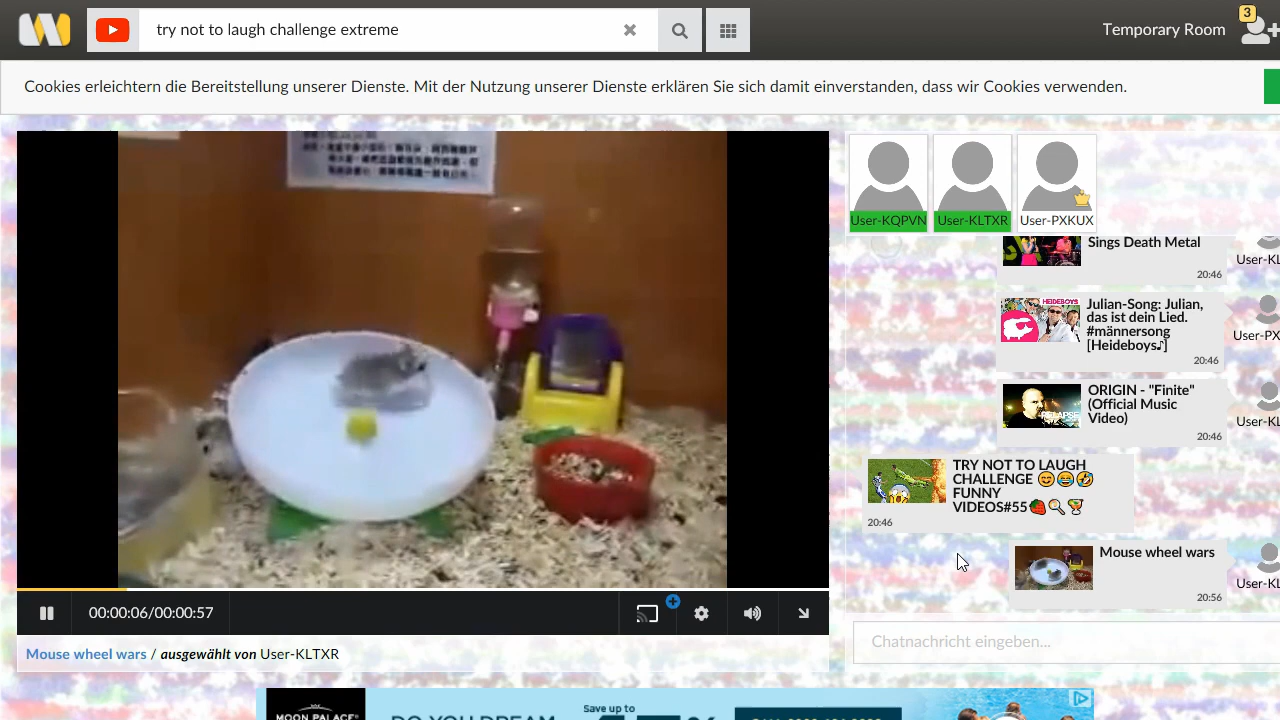 try not to laugh challenge extreme
Temporary Room
3
Cookies erleichtern die Bereitstellung unserer Dienste. Mit der Nutzung unserer Dienste erklären Sie sich damit einverstanden, dass wir Cookies verwenden.
User-KQPVN
User-KLTXR
User-PXKUX
Sings Death Metal
20:46
User-KL
HEIDEBOYS
Julian-Song: Julian,
das ist dein Lied.
#männersong
[Heideboys♪]
20:46
User-PX
RELAPSE
ORIGIN - "Finite"
(Official Music
Video)
20:46
User-KL
TRY NOT TO LAUGH
CHALLENGE 😊😂🤣
FUNNY
VIDEOS#55🍓🔍🍹
20:46
Mouse wheel wars
20:56
User-KL
00:00:06/00:00:57
Chatnachricht eingeben...
Mouse wheel wars / ausgewählt von User-KLTXR
MOON PALACE
DO YOU DREAM
Save up to